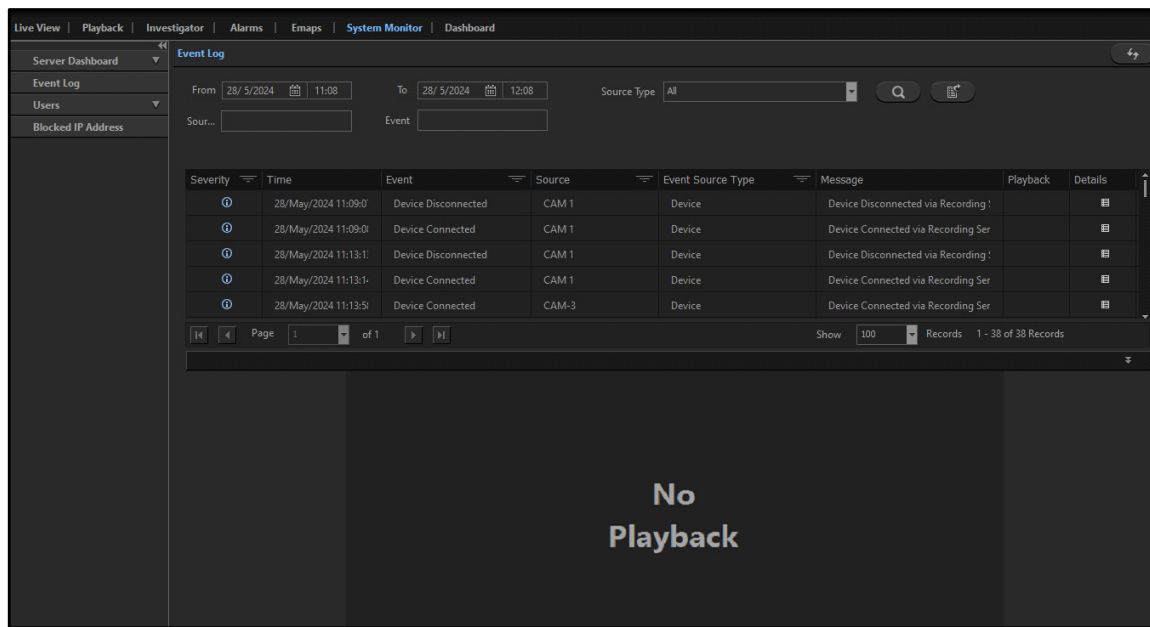 Live View | Playback | Investigator | Alarms | Emaps | System Monitor | Dashboard
Server Dashboard
Event Log
Users
Blocked IP Address
Event Log
From 28/ 5/2024 11:08 To 28/ 5/2024 12:08 Source Type All
Sour... Event
Severity Time Event Source Event Source Type Message Playback Details
28/May/2024 11:09:0 Device Disconnected CAM 1 Device Device Disconnected via Recording
28/May/2024 11:09:0 Device Connected CAM 1 Device Device Connected via Recording Ser
28/May/2024 11:13:1 Device Disconnected CAM 1 Device Device Disconnected via Recording
28/May/2024 11:13:1 Device Connected CAM 1 Device Device Connected via Recording Ser
28/May/2024 11:13:5 Device Connected CAM-3 Device Device Connected via Recording Ser
Page 1 of 1 Show 100 Records 1 - 38 of 38 Records
No
Playback